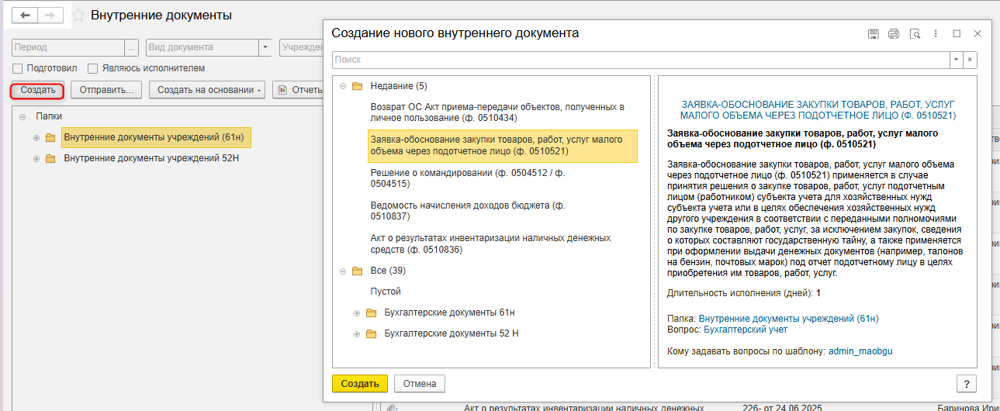 Внутренние документы
Период
...
Вид документа
Учрежден
Подготовил
Являюсь исполнителем
Создать
Отправить...
Создать на основании
Отчеты
Папки
Внутренние документы учреждений (61н)
Внутренние документы учреждений 52Н
Создание нового внутреннего документа
Поиск
Недавние (5)
Возврат ОС Акт приема-передачи объектов, полученных в
личное пользование (ф. 0510434)
Заявка-обоснование закупки товаров, работ, услуг малого
объема через подотчетное лицо (ф. 0510521)
Решение о командировании (ф. 0504512 / ф.
0504515)
Ведомость начисления доходов бюджета (ф.
0510837)
Акт о результатах инвентаризации наличных денежных
средств (ф. 0510836)
Все (39)
Пустой
Бухгалтерские документы 61н
Бухгалтерские документы 52 Н
ЗАЯВКА-ОБОСНОВАНИЕ ЗАКУПКИ ТОВАРОВ, РАБОТ, УСЛУГ
МАЛОГО ОБЪЕМА ЧЕРЕЗ ПОДОТЧЕТНОЕ ЛИЦО (Ф. 0510521)
Заявка-обоснование закупки товаров, работ, услуг малого
объема через подотчетное лицо (ф. 0510521)
Заявка-обоснование закупки товаров, работ, услуг малого объема
через подотчетное лицо (ф. 0510521) применяется в случае
принятия решения о закупке товаров, работ, услуг подотчетным
лицом (работником) субъекта учета для хозяйственных нужд
субъекта учета или в целях обеспечения хозяйственных нужд
другого учреждения в соответствии с переданными полномочиями
по закупке товаров, работ, услуг, за исключением закупок, сведения
о которых составляют государственную тайну, а также применяется
при оформлении выдачи денежных документов (например, талонов
на бензин, почтовых марок) под отчет подотчетному лицу в целях
приобретения им товаров, работ, услуг.
Длительность исполнения (дней): 1
Папка: Внутренние документы учреждений (61н)
Вопрос: Бухгалтерский учет
Кому задавать вопросы по шаблону: admin_maobgu
Создать
Отмена
?
Акт о результатах инвентаризации наличных денежных
226- от 24.06.2025
Баринова Ири